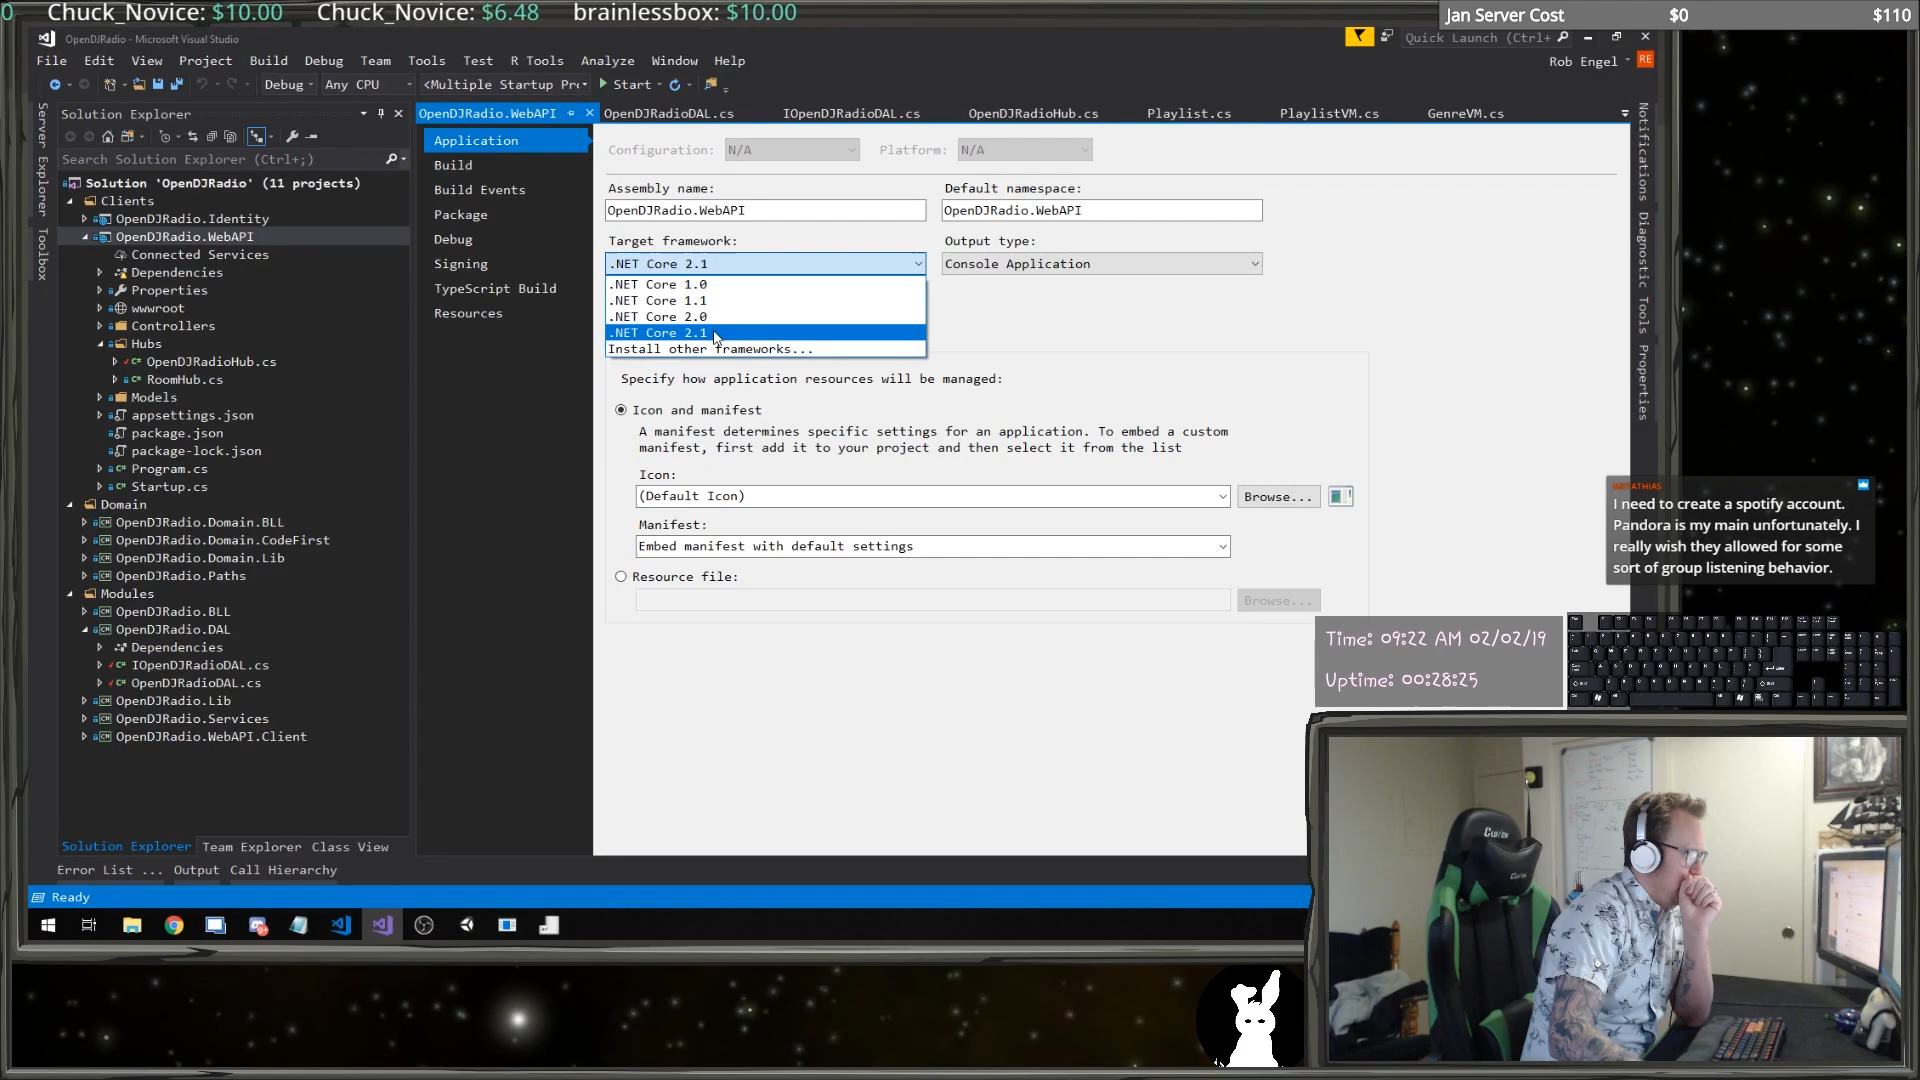 0 Chuck_Novice: $10.00 Chuck_Novice: $6.48 brainlessbox: $10.00
Jan Server Cost $0 $110
OpenDJRadio - Microsoft Visual Studio
Quick Launch (Ctrl+
File Edit View Project Build Debug Team Tools Test R Tools Analyze Window Help
Rob Engel RE
Debug Any CPU <Multiple Startup Pr Start
Server Explorer
Toolbox
Solution Explorer
Search Solution Explorer (Ctrl+;)
Solution 'OpenDJRadio' (11 projects)
Clients
OpenDJRadio.Identity
OpenDJRadio.WebAPI
Connected Services
Dependencies
Properties
wwwroot
Controllers
Hubs
OpenDJRadioHub.cs
RoomHub.cs
Models
appsettings.json
package.json
package-lock.json
Program.cs
Startup.cs
Domain
OpenDJRadio.Domain.BLL
OpenDJRadio.Domain.CodeFirst
OpenDJRadio.Domain.Lib
OpenDJRadio.Paths
Modules
OpenDJRadio.BLL
OpenDJRadio.DAL
Dependencies
IOpenDJRadioDAL.cs
OpenDJRadioDAL.cs
OpenDJRadio.Lib
OpenDJRadio.Services
OpenDJRadio.WebAPI.Client
Solution Explorer Team Explorer Class View
Error List ... Output Call Hierarchy
Ready
OpenDJRadio.WebAPI OpenDJRadioDAL.cs IOpenDJRadioDAL.cs OpenDJRadioHub.cs Playlist.cs PlaylistVM.cs GenreVM.cs
Application
Build
Build Events
Package
Debug
Signing
TypeScript Build
Resources
Configuration: N/A Platform: N/A
Assembly name: Default namespace:
OpenDJRadio.WebAPI OpenDJRadio.WebAPI
Target framework: Output type:
.NET Core 2.1 Console Application
.NET Core 1.0
.NET Core 1.1
.NET Core 2.0
.NET Core 2.1
Install other frameworks...
Specify how application resources will be managed:
Icon and manifest
A manifest determines specific settings for an application. To embed a custom
manifest, first add it to your project and then select it from the list
Icon:
(Default Icon) Browse...
Manifest:
Embed manifest with default settings
Resource file:
Browse...
Notifications
Diagnostic Tools
Properties
I need to create a spotify account.
Pandora is my main unfortunately. I
really wish they allowed for some
sort of group listening behavior.
Time: 09:22 AM 02/02/19
Uptime: 00:28:25